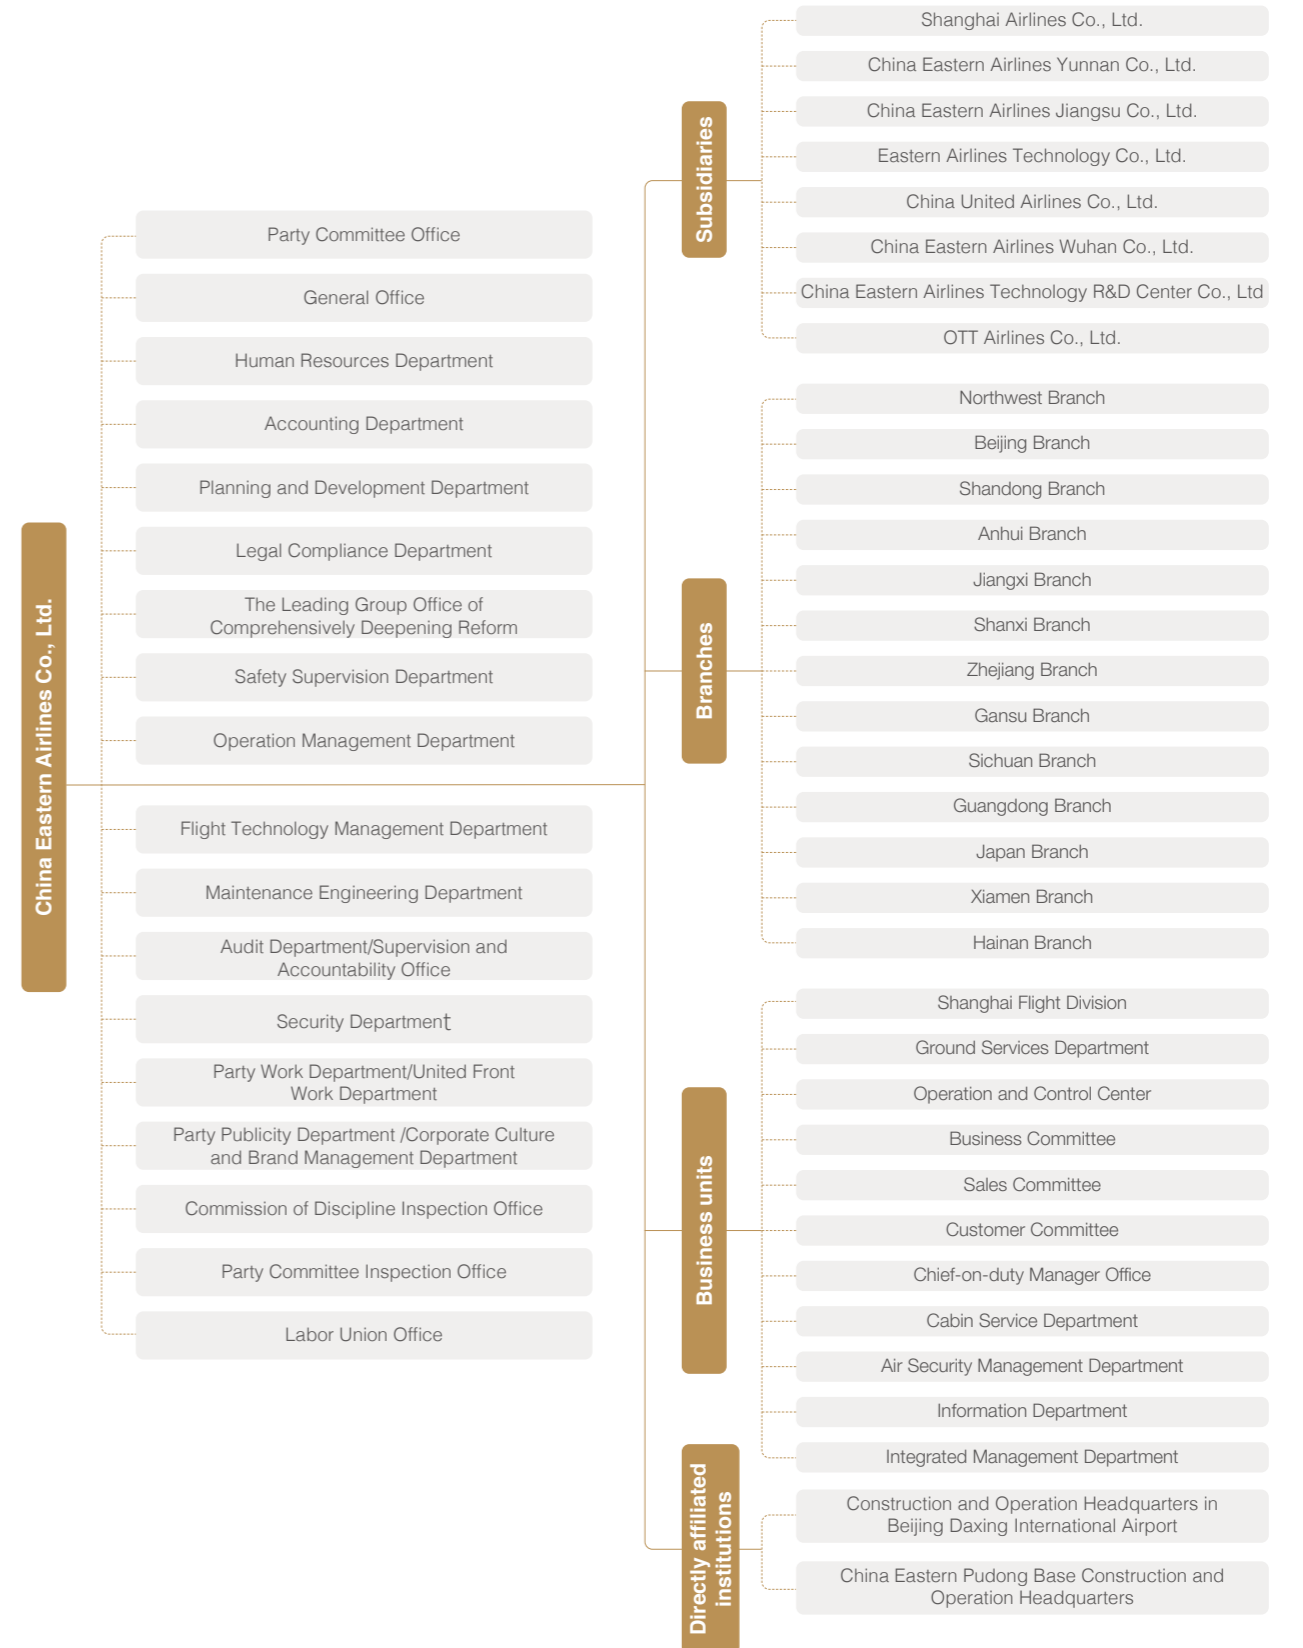 China Eastern Airlines Co., Ltd.
Party Committee Office
General Office
Human Resources Department
Accounting Department
Planning and Development Department
Legal Compliance Department
The Leading Group Office of
Comprehensively Deepening Reform
Safety Supervision Department
Operation Management Department
Flight Technology Management Department
Maintenance Engineering Department
Audit Department/Supervision and
Accountability Office
Security Department
Party Work Department/United Front
Work Department
Party Publicity Department /Corporate Culture
and Brand Management Department
Commission of Discipline Inspection Office
Party Committee Inspection Office
Labor Union Office
Subsidiaries
Shanghai Airlines Co., Ltd.
China Eastern Airlines Yunnan Co., Ltd.
China Eastern Airlines Jiangsu Co., Ltd.
Eastern Airlines Technology Co., Ltd.
China United Airlines Co., Ltd.
China Eastern Airlines Wuhan Co., Ltd.
China Eastern Airlines Technology R&D Center Co., Ltd
OTT Airlines Co., Ltd.
Branches
Northwest Branch
Beijing Branch
Shandong Branch
Anhui Branch
Jiangxi Branch
Shanxi Branch
Zhejiang Branch
Gansu Branch
Sichuan Branch
Guangdong Branch
Japan Branch
Xiamen Branch
Hainan Branch
Business units
Shanghai Flight Division
Ground Services Department
Operation and Control Center
Business Committee
Sales Committee
Customer Committee
Chief-on-duty Manager Office
Cabin Service Department
Air Security Management Department
Information Department
Integrated Management Department
Directly affiliated
institutions
Construction and Operation Headquarters in
Beijing Daxing International Airport
China Eastern Pudong Base Construction and
Operation Headquarters